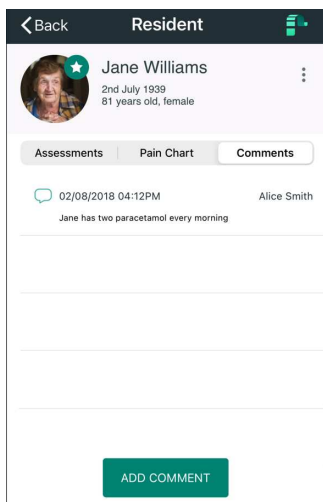 Back
Resident
Jane Williams
2nd July 1939
81 years old, female
Assessments
Pain Chart
Comments
02/08/2018 04:12PM
Alice Smith
Jane has two paracetamol every morning
ADD COMMENT